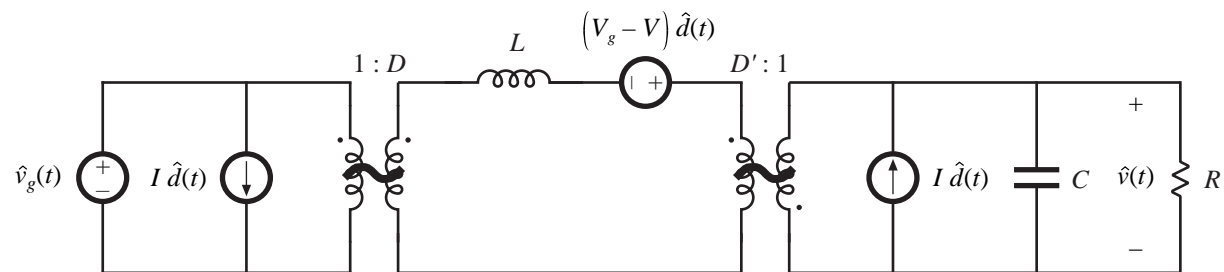 (V_g – V) d̂(t)
L
1 : D
D′ : 1
+
–
– +
v̂_g(t)
I d̂(t)
I d̂(t)
C
+
v̂(t)
–
R